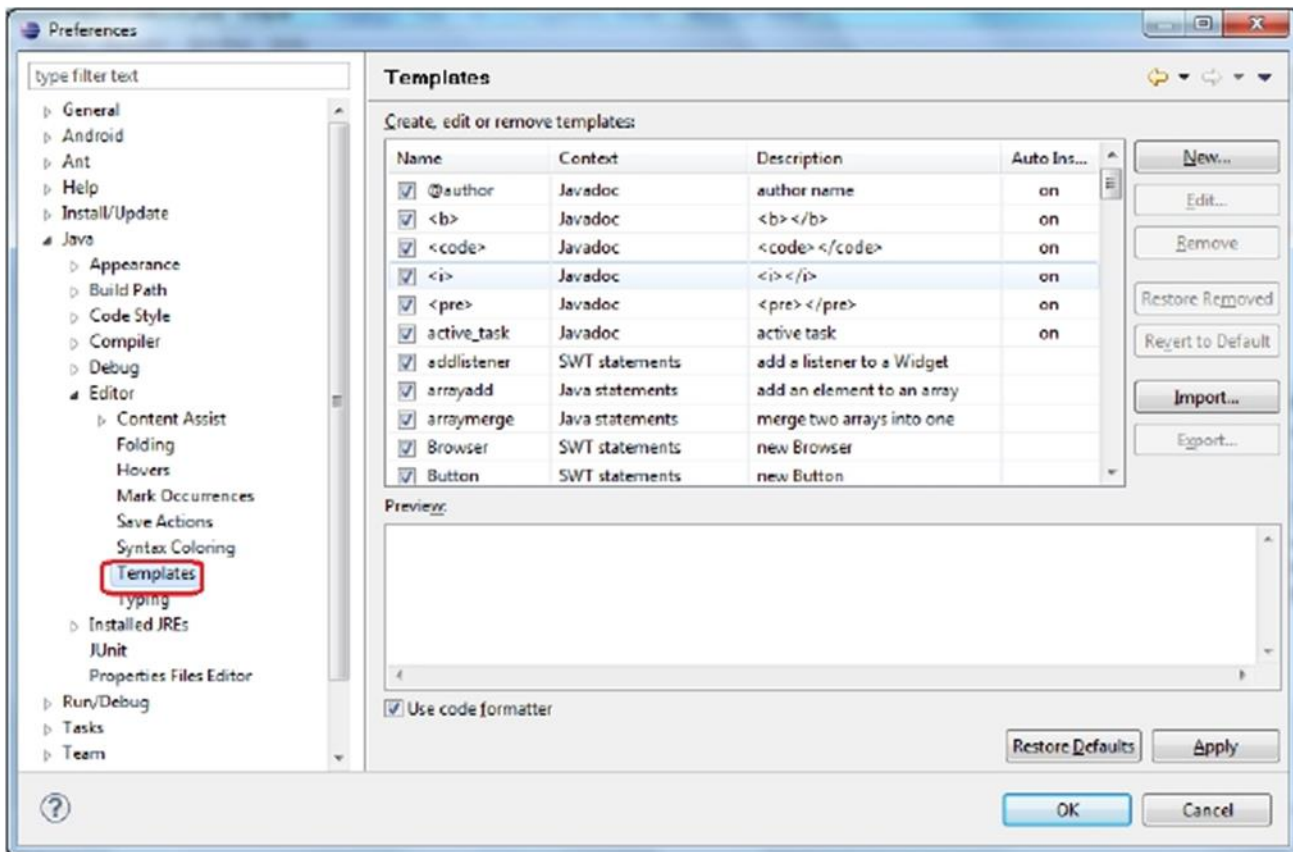 Preferences
type filter text
General
Android
Ant
Help
Install/Update
Java
Appearance
Build Path
Code Style
Compiler
Debug
Editor
Content Assist
Folding
Hovers
Mark Occurrences
Save Actions
Syntax Coloring
Templates
Typing
Installed JREs
JUnit
Properties Files Editor
Run/Debug
Tasks
Team
Templates
Create, edit or remove templates:
Name Context Description Auto Ins...
@author Javadoc author name on
<b> Javadoc <b></b> on
<code> Javadoc <code></code> on
<i> Javadoc <i></i> on
<pre> Javadoc <pre></pre> on
active_task Javadoc active task on
addlistener SWT statements add a listener to a Widget
arrayadd Java statements add an element to an array
arraymerge Java statements merge two arrays into one
Browser SWT statements new Browser
Button SWT statements new Button
New...
Edit...
Remove
Restore Removed
Revert to Default
Import...
Export...
Preview:
Use code formatter
Restore Defaults Apply
? OK Cancel